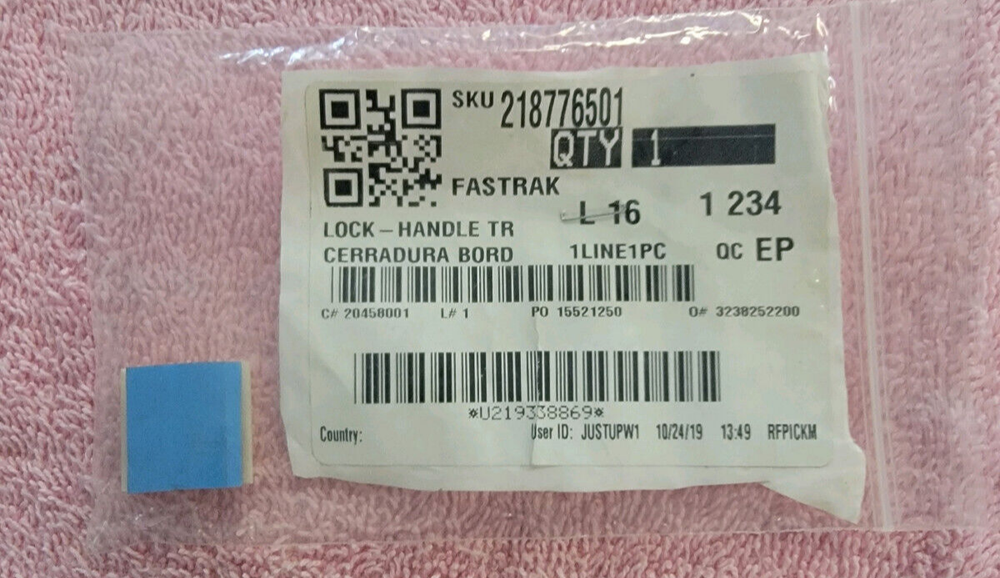 SKU 218776501
QTY 1
FASTRAK
L 16 1 234
LOCK-HANDLE TR
CERRADURA BORD 1LINE1PC QC EP
C# 20458001 L# 1 PO 15521250 O# 3238252200
*U219338869*
Country: User ID: JUSTUPW1 10/24/19 13:49 RFPICKM